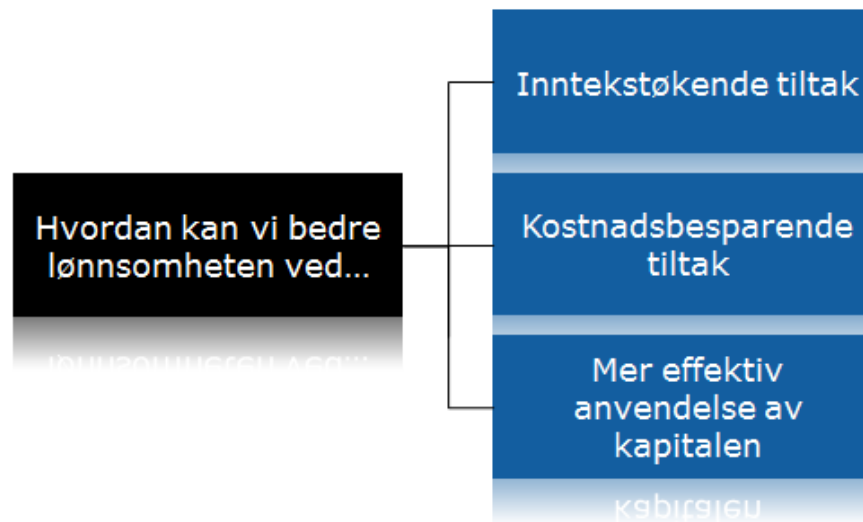 Inntekstøkende tiltak
Hvordan kan vi bedre
lønnsomheten ved...
Kostnadsbesparende
tiltak
Mer effektiv
anvendelse av
kapitalen